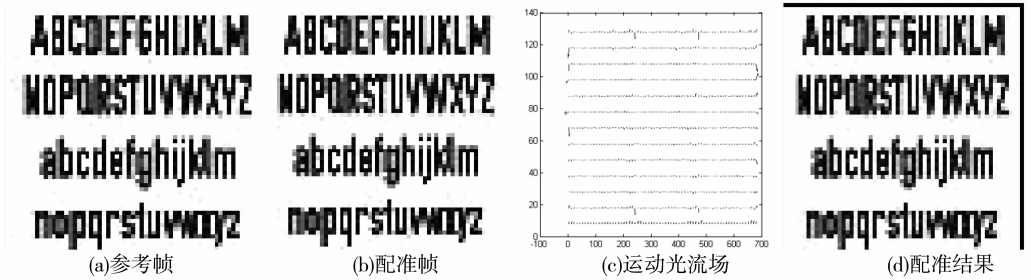 ABCDEFGHIJKLM
NOPQRSTUVWXYZ
abcdefghijklm
nopqrstuvwxyz
(a)参考帧
ABCDEFGHIJKLM
NOPQRSTUVWXYZ
abcdefghijklm
nopqrstuvwxyz
(b)配准帧
140
120
100
80
60
40
20
0
-100 0 100 200 300 400 500 600 700
(c)运动光流场
ABCDEFGHIJKLM
NOPQRSTUVWXYZ
abcdefghijklm
nopqrstuvwxyz
(d)配准结果